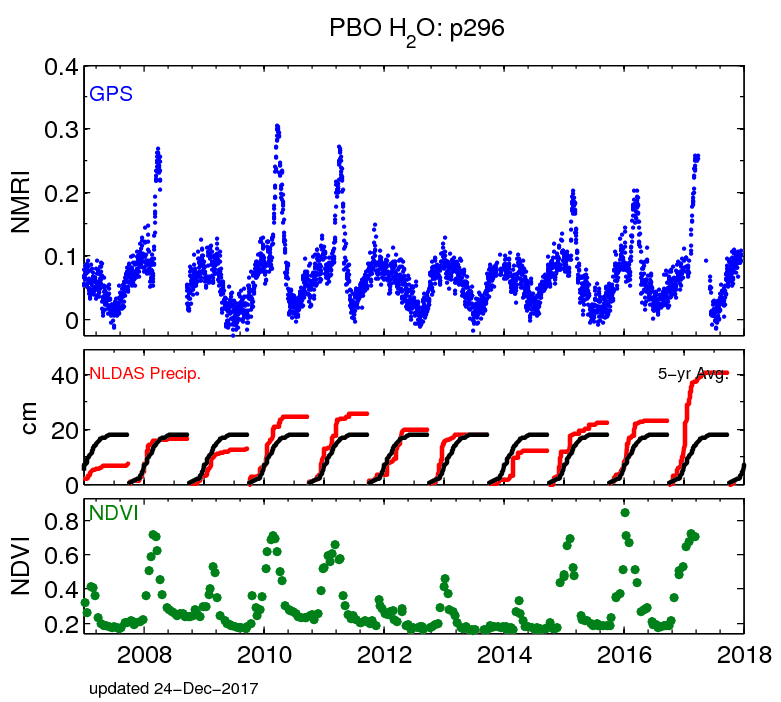 PBO H₂O: p296
0.4
0.3
0.2
0.1
0
NMRI
GPS
40
20
0
cm
NLDAS Precip.
5−yr Avg.
0.8
0.6
0.4
0.2
NDVI
NDVI
2008 2010 2012 2014 2016 2018
updated 24−Dec−2017